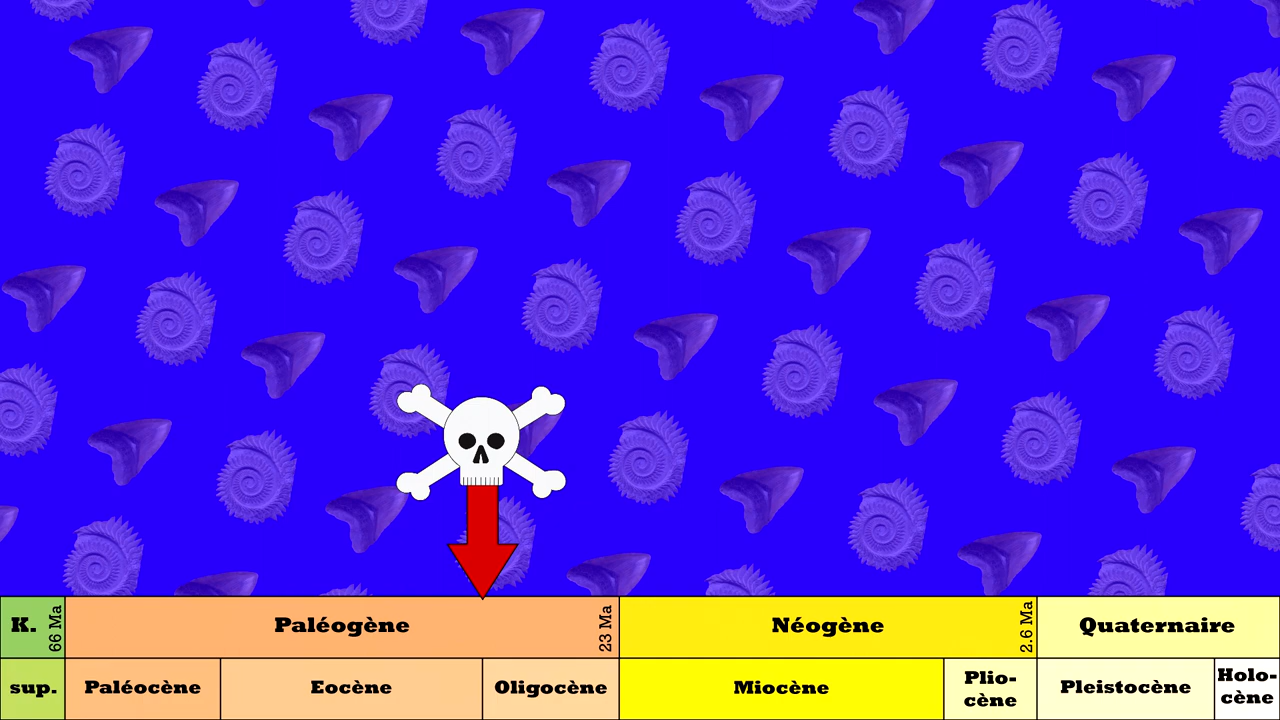 K.
66 Ma
Paléogène
23 Ma
Néogène
2.6 Ma
Quaternaire
sup.
Paléocène
Eocène
Oligocène
Miocène
Plio-
cène
Pleistocène
Holo-
cène